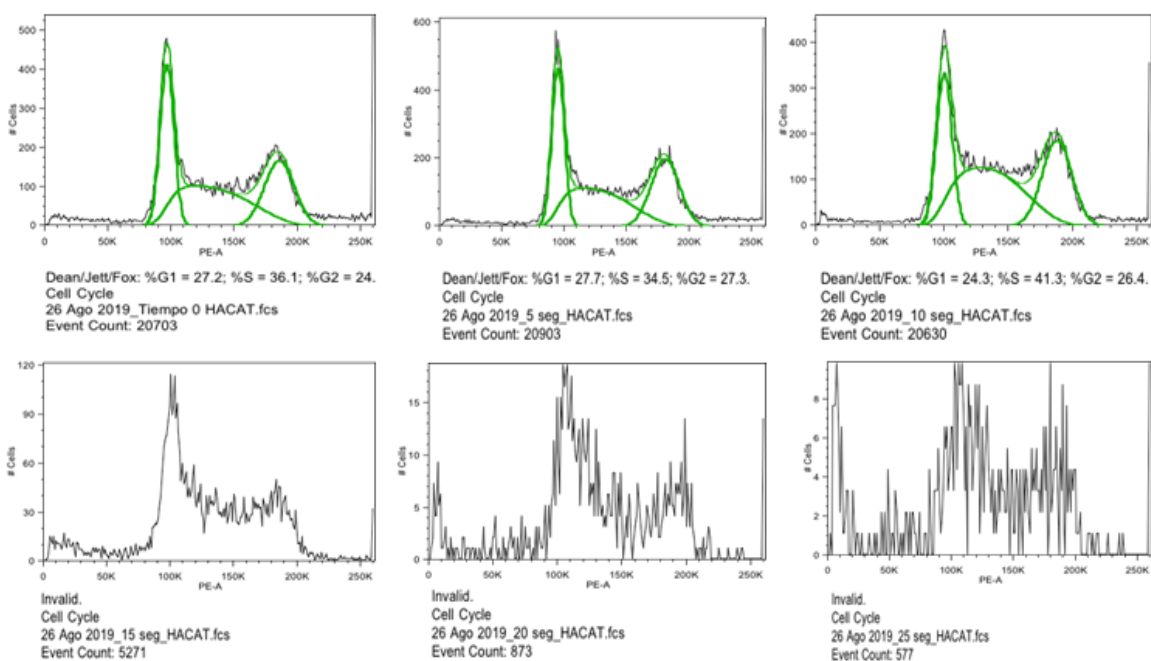 500
400
300
200
100
0
# Cells
0
50K
100K
150K
200K
250K
PE-A
Dean/Jett/Fox: %G1 = 27.2; %S = 36.1; %G2 = 24.
Cell Cycle
26 Ago 2019_Tiempo 0 HACAT.fcs
Event Count: 20703
600
400
200
0
# Cells
0
50K
100K
150K
200K
250K
PE-A
Dean/Jett/Fox: %G1 = 27.7; %S = 34.5; %G2 = 27.3.
Cell Cycle
26 Ago 2019_5 seg_HACAT.fcs
Event Count: 20903
400
300
200
100
0
# Cells
0
50K
100K
150K
200K
250K
PE-A
Dean/Jett/Fox: %G1 = 24.3; %S = 41.3; %G2 = 26.4.
Cell Cycle
26 Ago 2019_10 seg_HACAT.fcs
Event Count: 20630
120
90
60
30
0
# Cells
0
50K
100K
150K
200K
250K
PE-A
Invalid.
Cell Cycle
26 Ago 2019_15 seg_HACAT.fcs
Event Count: 5271
15
10
5
0
# Cells
0
50K
100K
150K
200K
250K
PE-A
Invalid.
Cell Cycle
26 Ago 2019_20 seg_HACAT.fcs
Event Count: 873
8
6
4
2
0
# Cells
0
50K
100K
150K
200K
250K
PE-A
Invalid.
Cell Cycle
26 Ago 2019_25 seg_HACAT.fcs
Event Count: 577